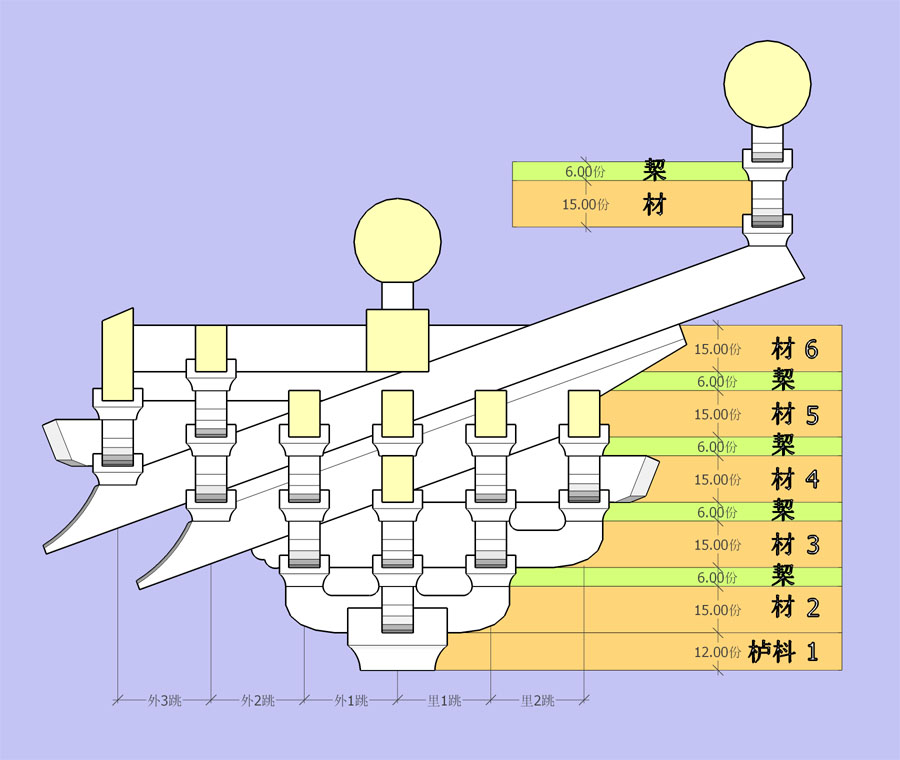 6.00份 栔
15.00份 材
15.00份 材 6
6.00份 栔
15.00份 材 5
6.00份 栔
15.00份 材 4
6.00份 栔
15.00份 材 3
6.00份 栔
15.00份 材 2
12.00份 栌枓 1
外3跳 外2跳 外1跳 里1跳 里2跳